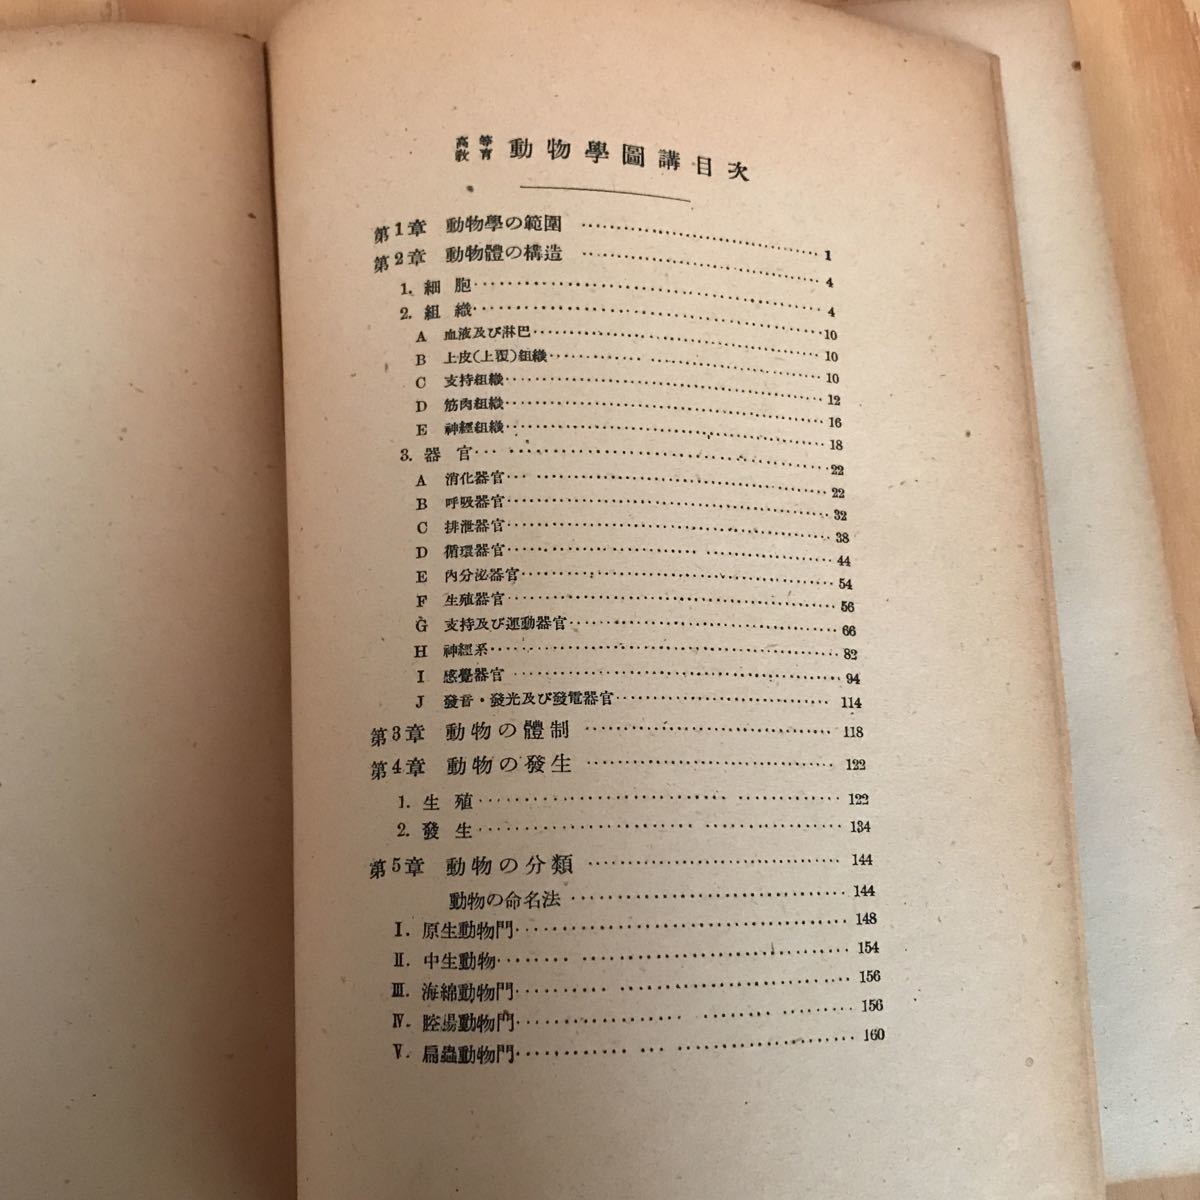 高等教育 動物學圖講目次
第1章 動物學の範圍 1
第2章 動物體の構造 4
1. 細胞 4
2. 組織 10
A 血液及び淋巴 10
B 上皮(上覆)組織 10
C 支持組織 12
D 筋肉組織 16
E 神經組織 18
3. 器官 22
A 消化器官 22
B 呼吸器官 32
C 排泄器官 38
D 循環器官 44
E 內分泌器官 54
F 生殖器官 56
G 支持及び運動器官 66
H 神經系 82
I 感覺器官 94
J 發音・發光及び發電器官 114
第3章 動物の體制 118
第4章 動物の發生 122
1. 生殖 122
2. 發生 134
第5章 動物の分類 144
動物の命名法 144
I. 原生動物門 148
II. 中生動物 154
III. 海綿動物門 156
IV. 腔腸動物門 156
V. 扁蟲動物門 160